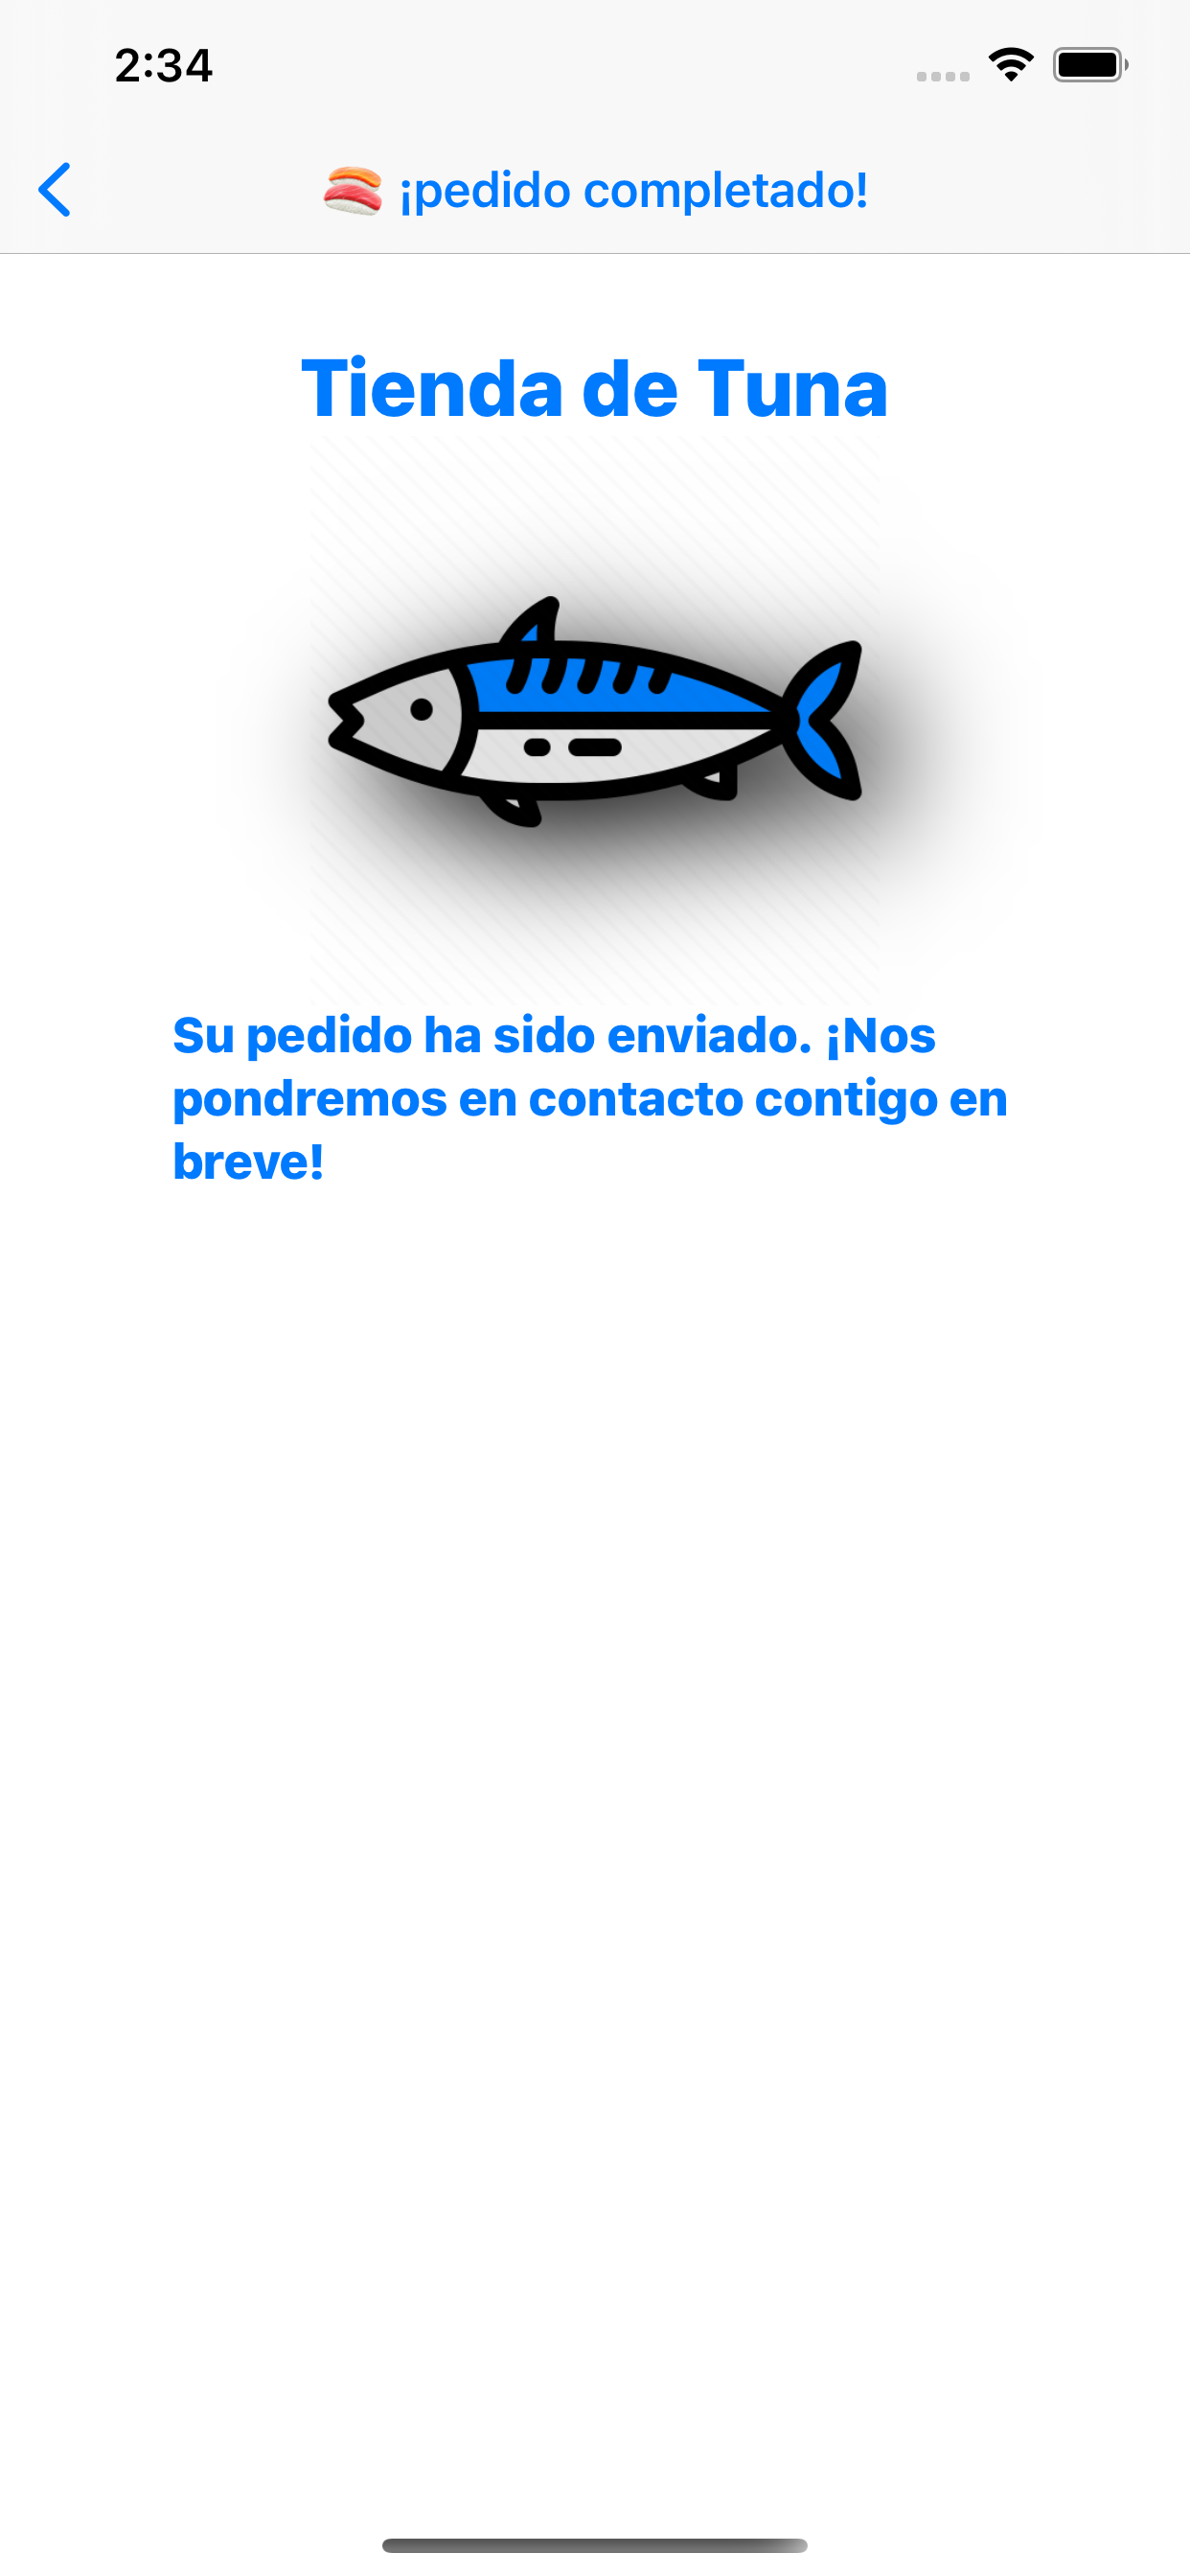 2:34
¡pedido completado!
Tienda de Tuna
Su pedido ha sido enviado. ¡Nos
pondremos en contacto contigo en
breve!